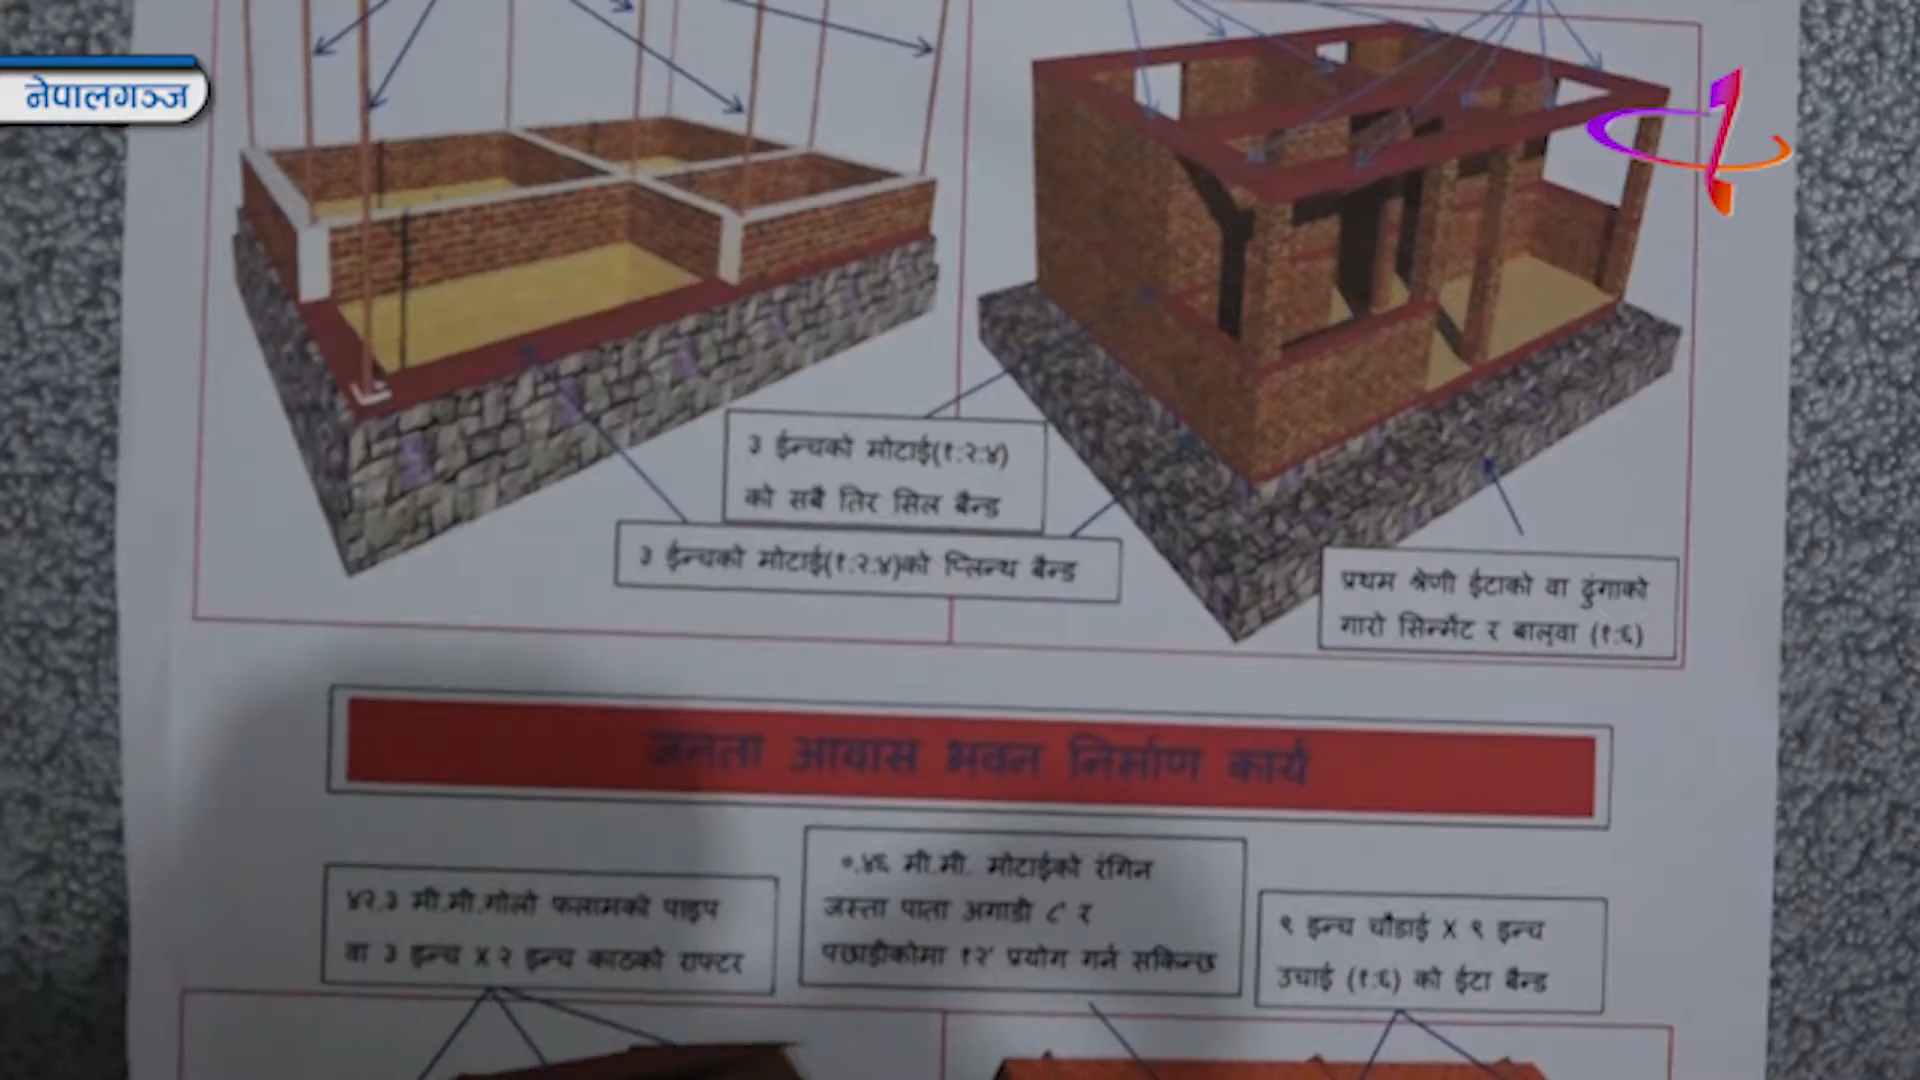 नेपालगञ्ज
३ ईन्चको मोटाई(१:२:४)
को सबै तिर सिल बैन्ड
३ ईन्चको मोटाई(१:२:४)को प्लिन्थ बैन्ड
प्रथम श्रेणी ईटाको वा ढुंगाको
गारो सिन्मेंट र बालुवा (१:६)
जनता आवास भवन निर्माण कार्य
४२.३ मी.मी.गोलो फलामको पाइप
वा ३ इन्च X २ इन्च काठको राफ्टर
०.४६ मी.मी. मोटाईको रंगिन
जस्ता पाता अगाडी ८' र
पछाडीकोमा १२' प्रयोग गर्न सकिन्छ
९ इन्च चौडाई X ९ इन्च
उचाई (१:६) को ईटा बैन्ड